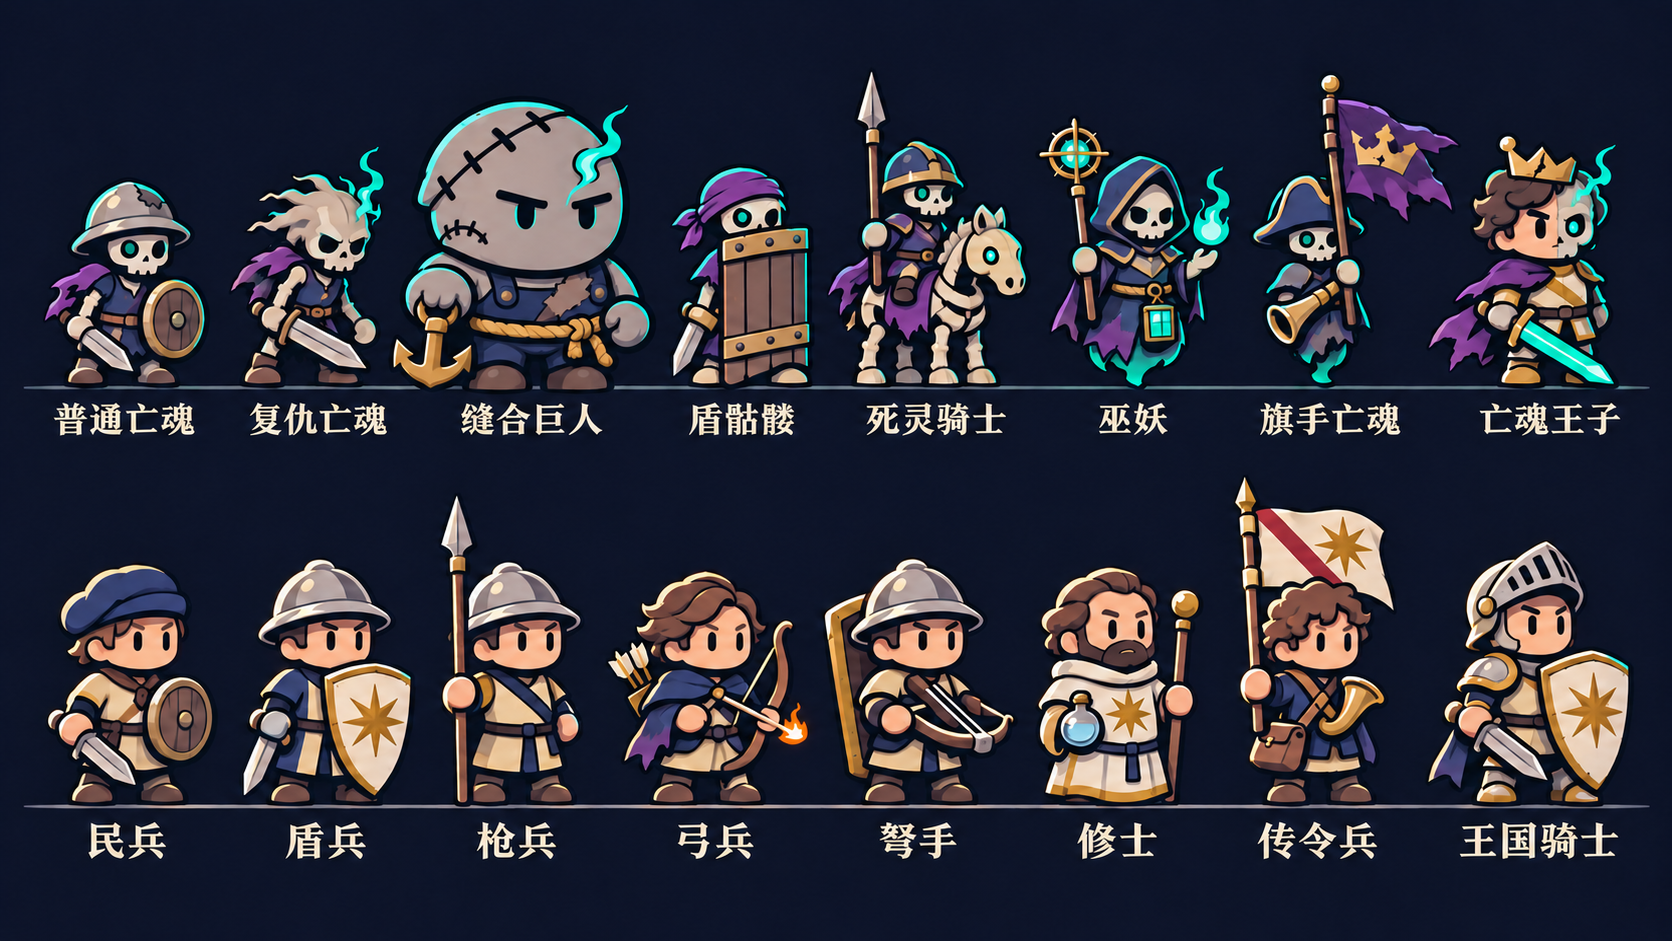 普通亡魂
复仇亡魂
缝合巨人
盾骷髅
死灵骑士
巫妖
旗手亡魂
亡魂王子
民兵
盾兵
枪兵
弓兵
弩手
修士
传令兵
王国骑士